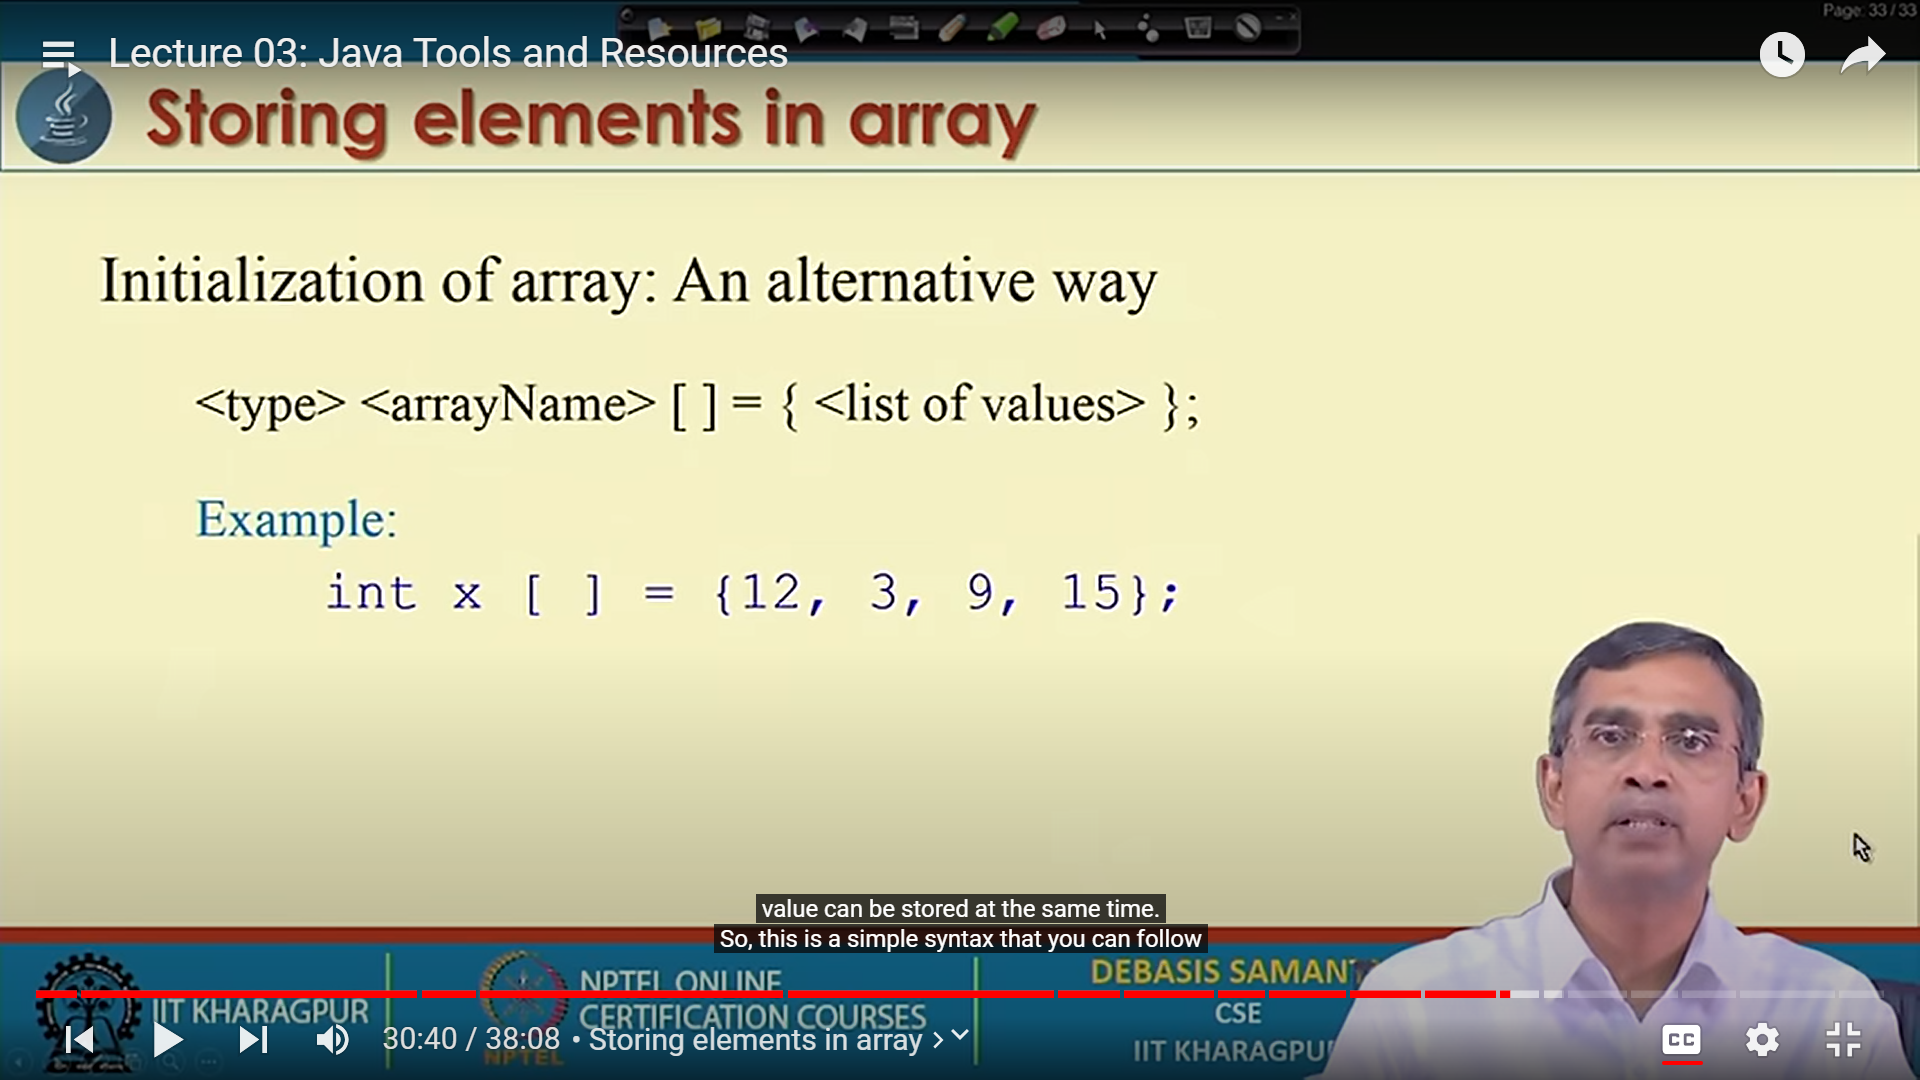 Page: 33 / 33
Lecture 03: Java Tools and Resources
Storing elements in array
Initialization of array: An alternative way
<type> <arrayName> [ ] = { <list of values> };
Example:
int x [ ] = {12, 3, 9, 15};
value can be stored at the same time.
So, this is a simple syntax that you can follow
IIT KHARAGPUR
NPTEL ONLINE
CERTIFICATION COURSES
NPTEL
DEBASIS SAMANT
CSE
IIT KHARAGPU
30:40 / 38:08 • Storing elements in array >
CC